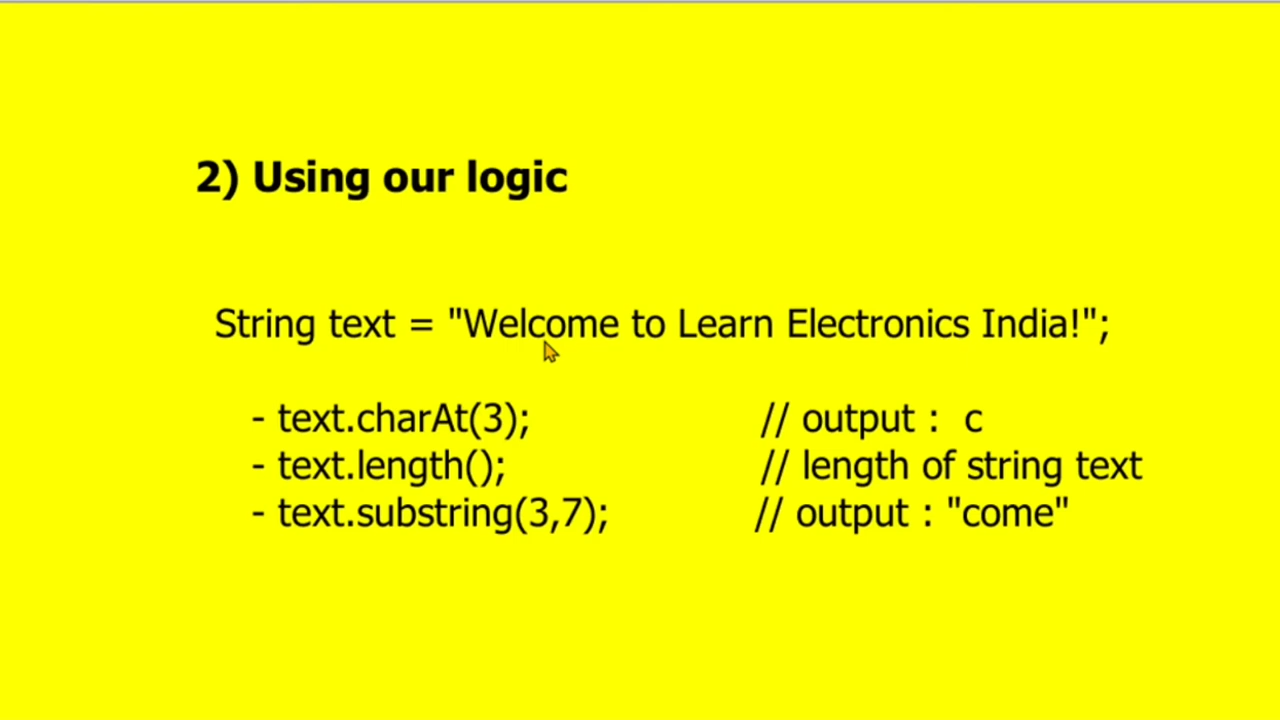 2) Using our logic
String text = "Welcome to Learn Electronics India!";
- text.charAt(3); // output : c
- text.length(); // length of string text
- text.substring(3,7); // output : "come"